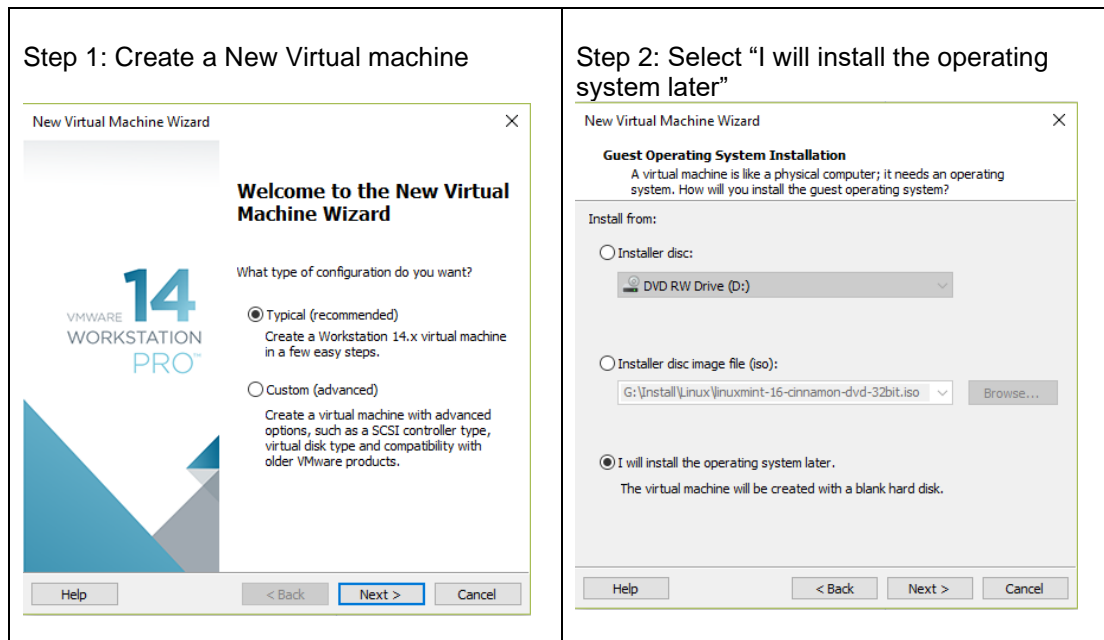 Step 1: Create a New Virtual machine
New Virtual Machine Wizard
Welcome to the New Virtual
Machine Wizard
What type of configuration do you want?
14
VMWARE
WORKSTATION
PRO™
Typical (recommended)
Create a Workstation 14.x virtual machine
in a few easy steps.
Custom (advanced)
Create a virtual machine with advanced
options, such as a SCSI controller type,
virtual disk type and compatibility with
older VMware products.
Help
< Back
Next >
Cancel
Step 2: Select “I will install the operating
system later”
New Virtual Machine Wizard
Guest Operating System Installation
A virtual machine is like a physical computer; it needs an operating
system. How will you install the guest operating system?
Install from:
Installer disc:
DVD RW Drive (D:)
Installer disc image file (iso):
G:\Install\Linux\linuxmint-16-cinnamon-dvd-32bit.iso
Browse...
I will install the operating system later.
The virtual machine will be created with a blank hard disk.
Help
< Back
Next >
Cancel